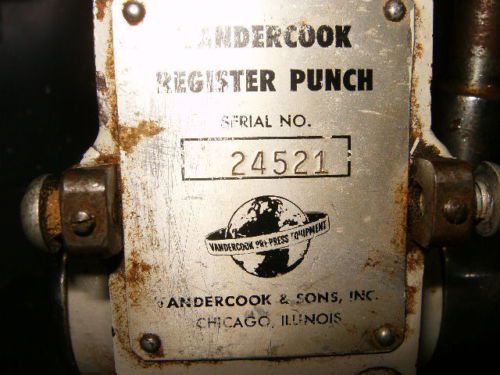 VANDERCOOK
REGISTER PUNCH
SERIAL NO.
24521
VANDERCOOK PRE-PRESS EQUIPMENT
VANDERCOOK & SONS, INC.
CHICAGO, ILLINOIS